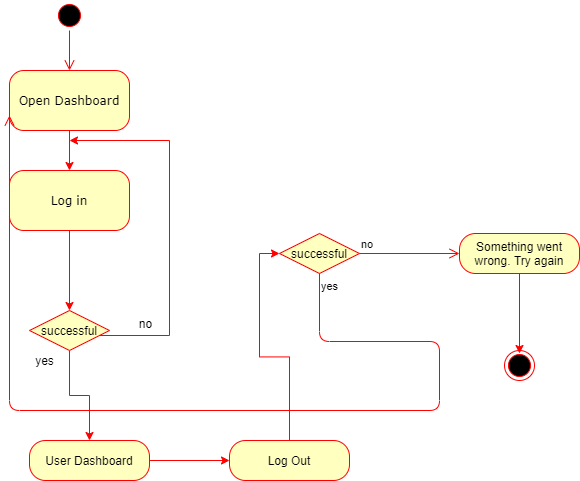 Open Dashboard
Log in
successful
no
yes
User Dashboard
Log Out
successful
no
yes
Something went
wrong. Try again